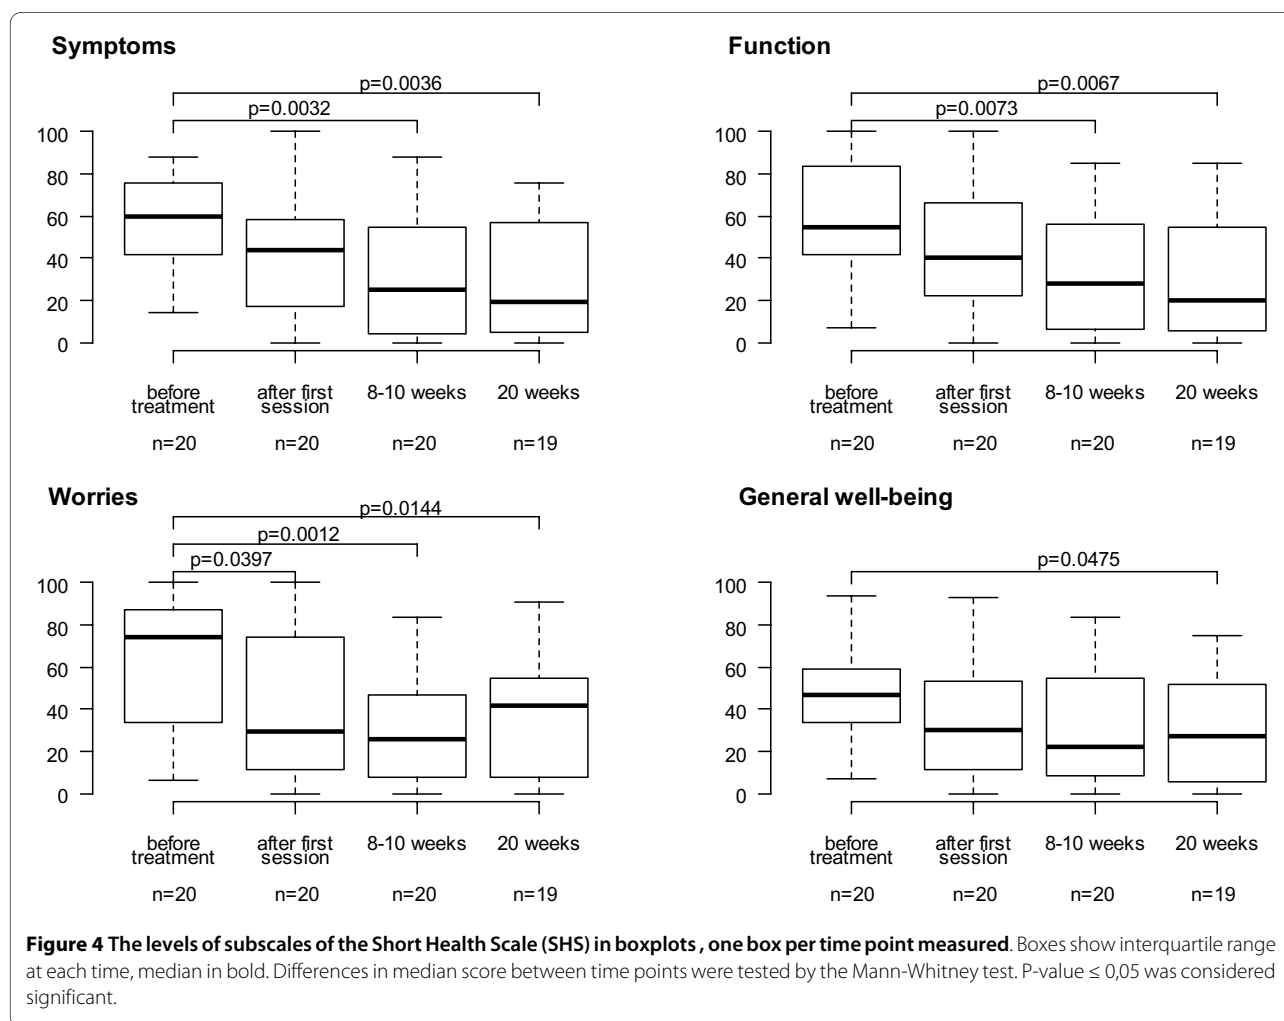 Symptoms
p=0.0036
p=0.0032
100
80
60
40
20
0
before treatment
after first session
8-10 weeks
20 weeks
n=20
n=20
n=20
n=19
Function
p=0.0067
p=0.0073
100
80
60
40
20
0
before treatment
after first session
8-10 weeks
20 weeks
n=20
n=20
n=20
n=19
Worries
p=0.0144
p=0.0012
p=0.0397
100
80
60
40
20
0
before treatment
after first session
8-10 weeks
20 weeks
n=20
n=20
n=20
n=19
General well-being
p=0.0475
100
80
60
40
20
0
before treatment
after first session
8-10 weeks
20 weeks
n=20
n=20
n=20
n=19
Figure 4 The levels of subscales of the Short Health Scale (SHS) in boxplots , one box per time point measured. Boxes show interquartile range
at each time, median in bold. Differences in median score between time points were tested by the Mann-Whitney test. P-value ≤ 0,05 was considered
significant.